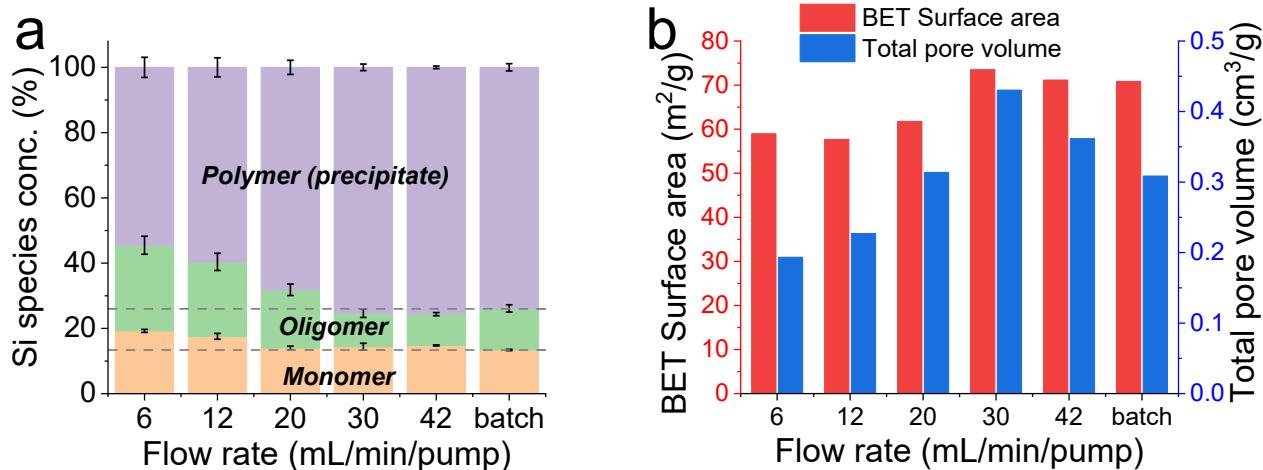 a
Si species conc. (%)
100
80
60
40
20
0
Polymer (precipitate)
Oligomer
Monomer
6 12 20 30 42 batch
Flow rate (mL/min/pump)
b
BET Surface area
Total pore volume
BET Surface area (m²/g)
80
70
60
50
40
30
20
10
0
Total pore volume (cm³/g)
0.5
0.4
0.3
0.2
0.1
0.0
6 12 20 30 42 batch
Flow rate (mL/min/pump)